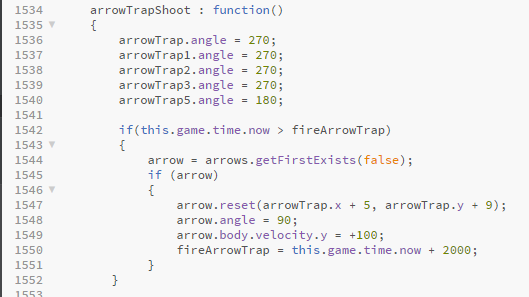 1534 arrowTrapShoot : function()
1535 {
1536 arrowTrap.angle = 270;
1537 arrowTrap1.angle = 270;
1538 arrowTrap2.angle = 270;
1539 arrowTrap3.angle = 270;
1540 arrowTrap5.angle = 180;
1541
1542 if(this.game.time.now > fireArrowTrap)
1543 {
1544 arrow = arrows.getFirstExists(false);
1545 if (arrow)
1546 {
1547 arrow.reset(arrowTrap.x + 5, arrowTrap.y + 9);
1548 arrow.angle = 90;
1549 arrow.body.velocity.y = +100;
1550 fireArrowTrap = this.game.time.now + 2000;
1551 }
1552 }
1553